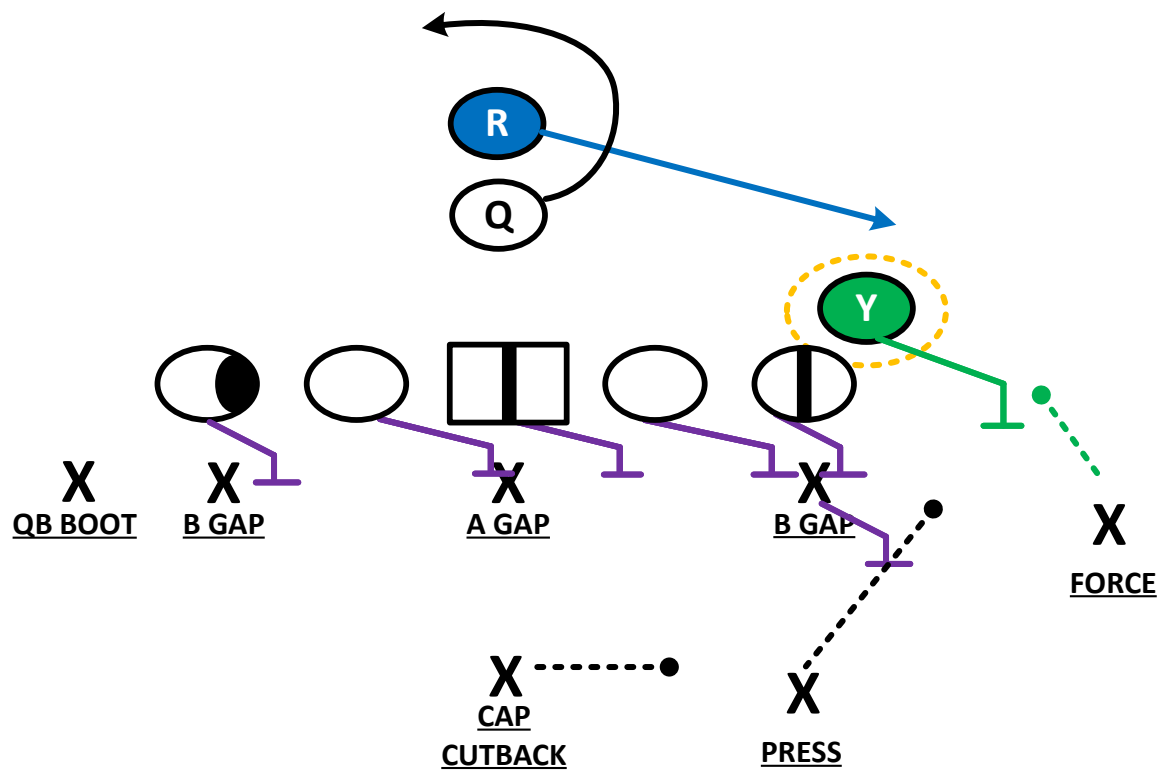 R
Q
Y
X X X X
QB BOOT B GAP A GAP B GAP
X
FORCE
X X
CAP
CUTBACK PRESS